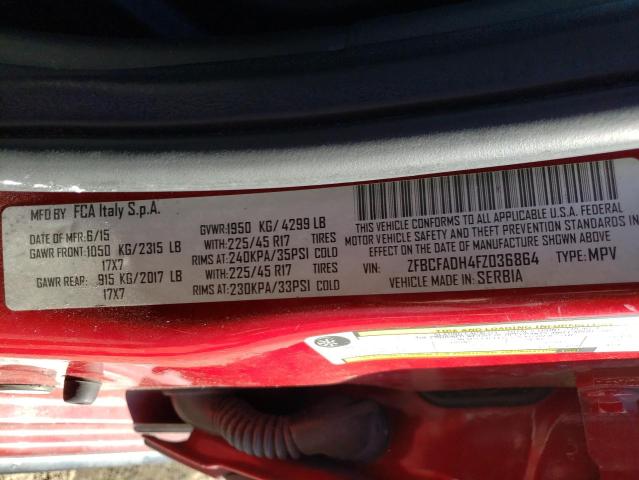 MFD BY FCA Italy S.p.A.
DATE OF MFR: 6/15 GVWR: 1950 KG/ 4299 LB
GAWR FRONT: 1050 KG/2315 LB WITH: 225/45 R17 TIRES
17X7 RIMS AT: 240KPA/35PSI COLD
GAWR REAR: 915 KG/2017 LB WITH: 225/45 R17 TIRES
17X7 RIMS AT: 230KPA/33PSI COLD
THIS VEHICLE CONFORMS TO ALL APPLICABLE U.S.A. FEDERAL
MOTOR VEHICLE SAFETY AND THEFT PREVENTION STANDARDS IN
EFFECT ON THE DATE OF MANUFACTURE SHOWN ABOVE.
VIN: ZFBCFADH4FZ036864 TYPE: MPV
VEHICLE MADE IN: SERBIA
TIRE AND LOADING INFORMATION